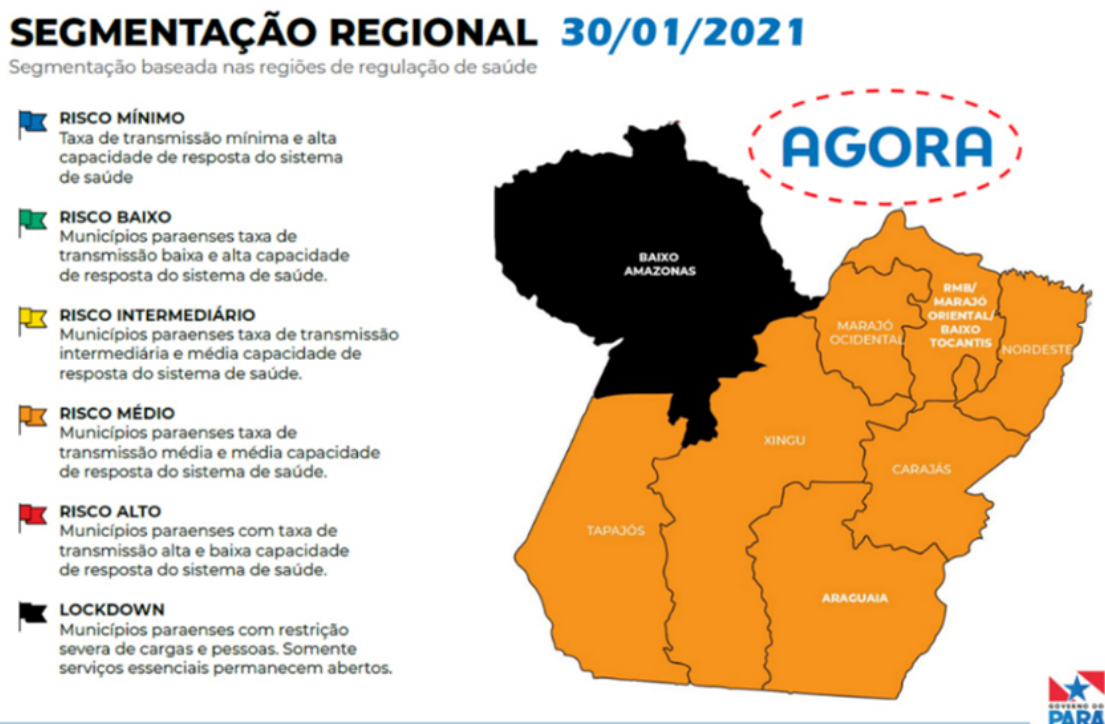 SEGMENTAÇÃO REGIONAL 30/01/2021
Segmentação baseada nas regiões de regulação de saúde
RISCO MÍNIMO
Taxa de transmissão mínima e alta
capacidade de resposta do sistema
de saúde
RISCO BAIXO
Municípios paraenses taxa de
transmissão baixa e alta capacidade
de resposta do sistema de saúde.
RISCO INTERMEDIÁRIO
Municípios paraenses taxa de transmissão
intermediária e média capacidade de
resposta do sistema de saúde.
RISCO MÉDIO
Municípios paraenses taxa de
transmissão média e média capacidade
de resposta do sistema de saúde.
RISCO ALTO
Municípios paraenses com taxa de
transmissão alta e baixa capacidade
de resposta do sistema de saúde.
LOCKDOWN
Municípios paraenses com restrição
severa de cargas e pessoas. Somente
serviços essenciais permanecem abertos.
AGORA
BAIXO
AMAZONAS
MARAJÓ
OCIDENTAL
RMB/
MARAJÓ
ORIENTAL/
BAIXO
TOCANTIS
NORDESTE
XINGU
CARAJÁS
TAPAJÓS
ARAGUAIA
GOVERNO DO
PARÁ